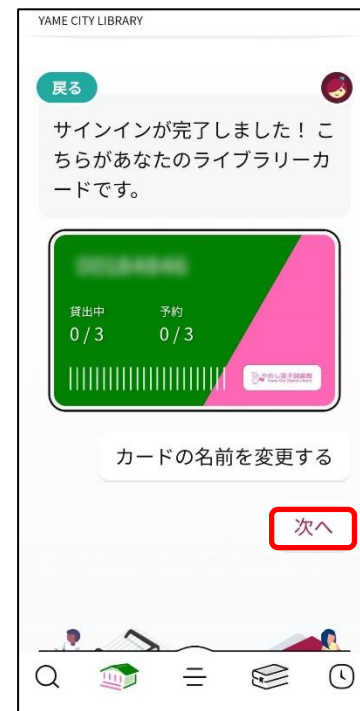 YAME CITY LIBRARY
戻る
サインインが完了しました！ こ
ちらがあなたのライブラリーカ
ードです。
貸出中 予約
0 / 3 0 / 3
カードの名前を変更する
次へ